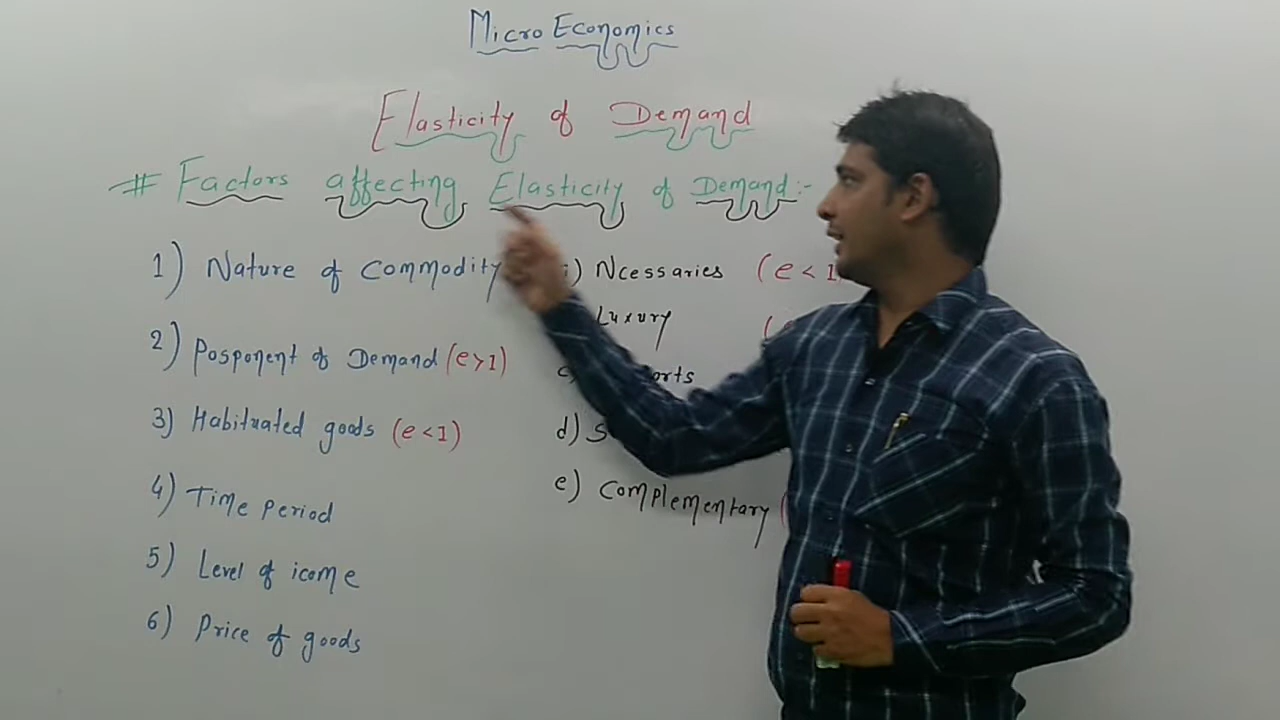 Micro Economics
Elasticity of Demand
# Factors affecting Elasticity of Demand :-
1) Nature of Commodity i) Ncessaries (e < 1
Luxury (
2) Posponent of Demand (e>1)
3) Habituated goods (e<1)
d) S
4) Time Period e) Complementary (
5) Level of icome
6) Price of goods